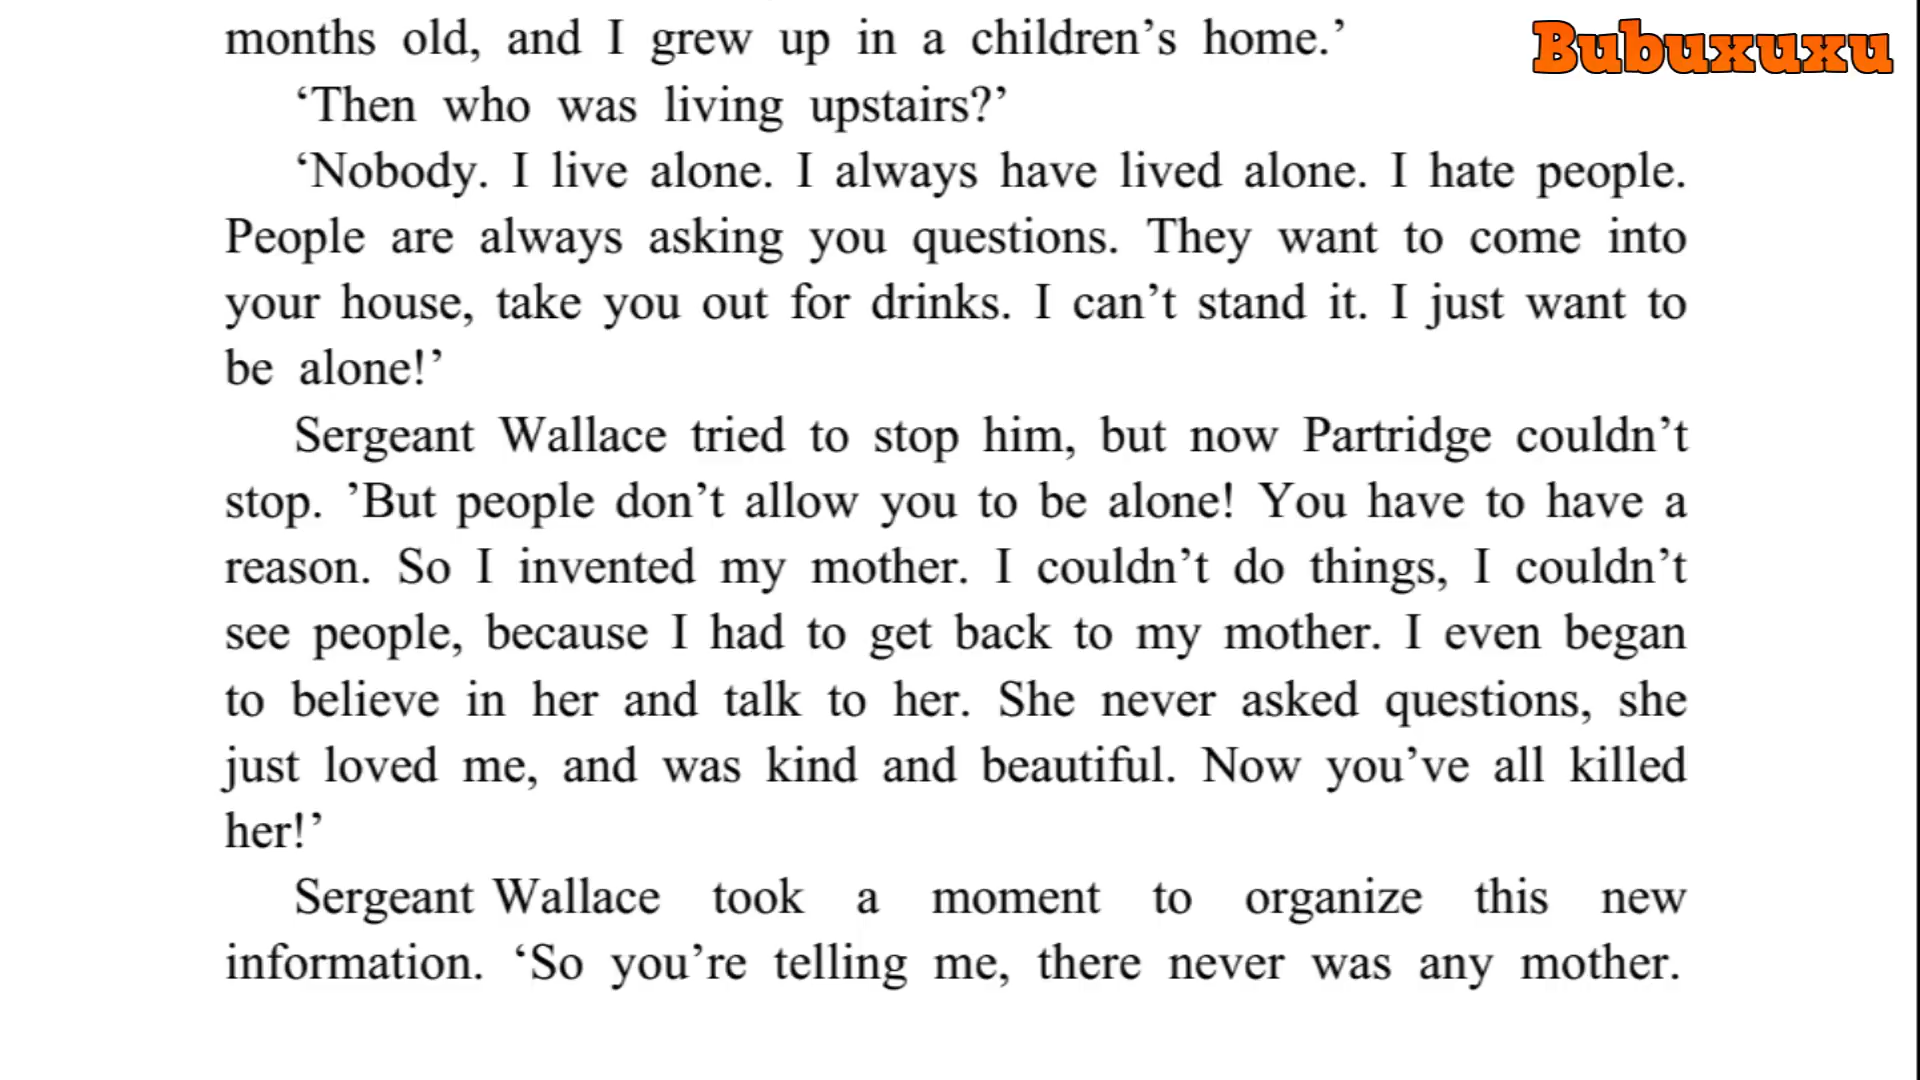 months old, and I grew up in a children’s home.’
Bubuxuxu
‘Then who was living upstairs?’
‘Nobody. I live alone. I always have lived alone. I hate people.
People are always asking you questions. They want to come into
your house, take you out for drinks. I can’t stand it. I just want to
be alone!’
Sergeant Wallace tried to stop him, but now Partridge couldn’t
stop. ’But people don’t allow you to be alone! You have to have a
reason. So I invented my mother. I couldn’t do things, I couldn’t
see people, because I had to get back to my mother. I even began
to believe in her and talk to her. She never asked questions, she
just loved me, and was kind and beautiful. Now you’ve all killed
her!’
Sergeant Wallace took a moment to organize this new
information. ‘So you’re telling me, there never was any mother.